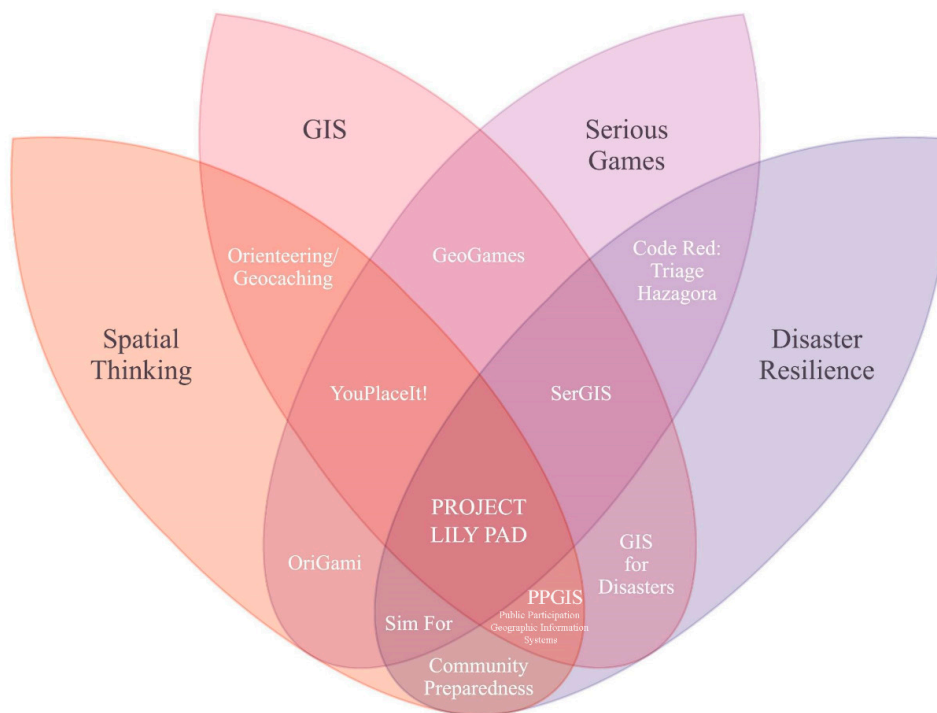 GIS
Serious
Games
Orienteering/
Geocaching
GeoGames
Code Red:
Triage
Hazagora
Spatial
Thinking
Disaster
Resilience
YouPlaceIt!
SerGIS
PROJECT
LILY PAD
OriGami
GIS
for
Disasters
Sim For
PPGIS
Public Participation
Geographic Information
Systems
Community
Preparedness